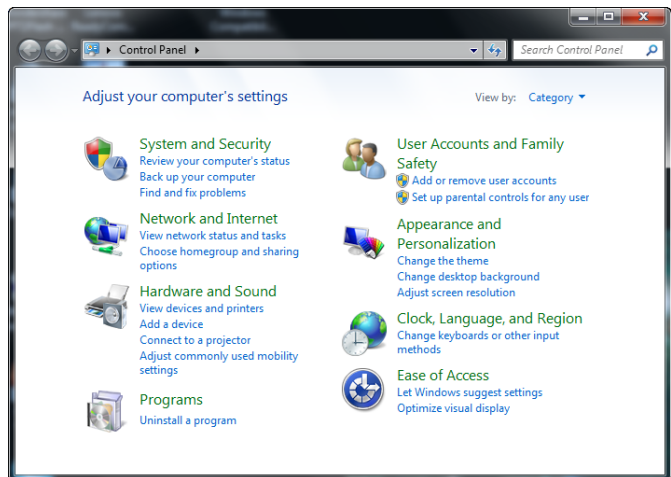 Control Panel
Search Control Panel
Adjust your computer's settings
View by: Category
System and Security
Review your computer's status
Back up your computer
Find and fix problems
Network and Internet
View network status and tasks
Choose homegroup and sharing
options
Hardware and Sound
View devices and printers
Add a device
Connect to a projector
Adjust commonly used mobility
settings
Programs
Uninstall a program
User Accounts and Family
Safety
Add or remove user accounts
Set up parental controls for any user
Appearance and
Personalization
Change the theme
Change desktop background
Adjust screen resolution
Clock, Language, and Region
Change keyboards or other input
methods
Ease of Access
Let Windows suggest settings
Optimize visual display